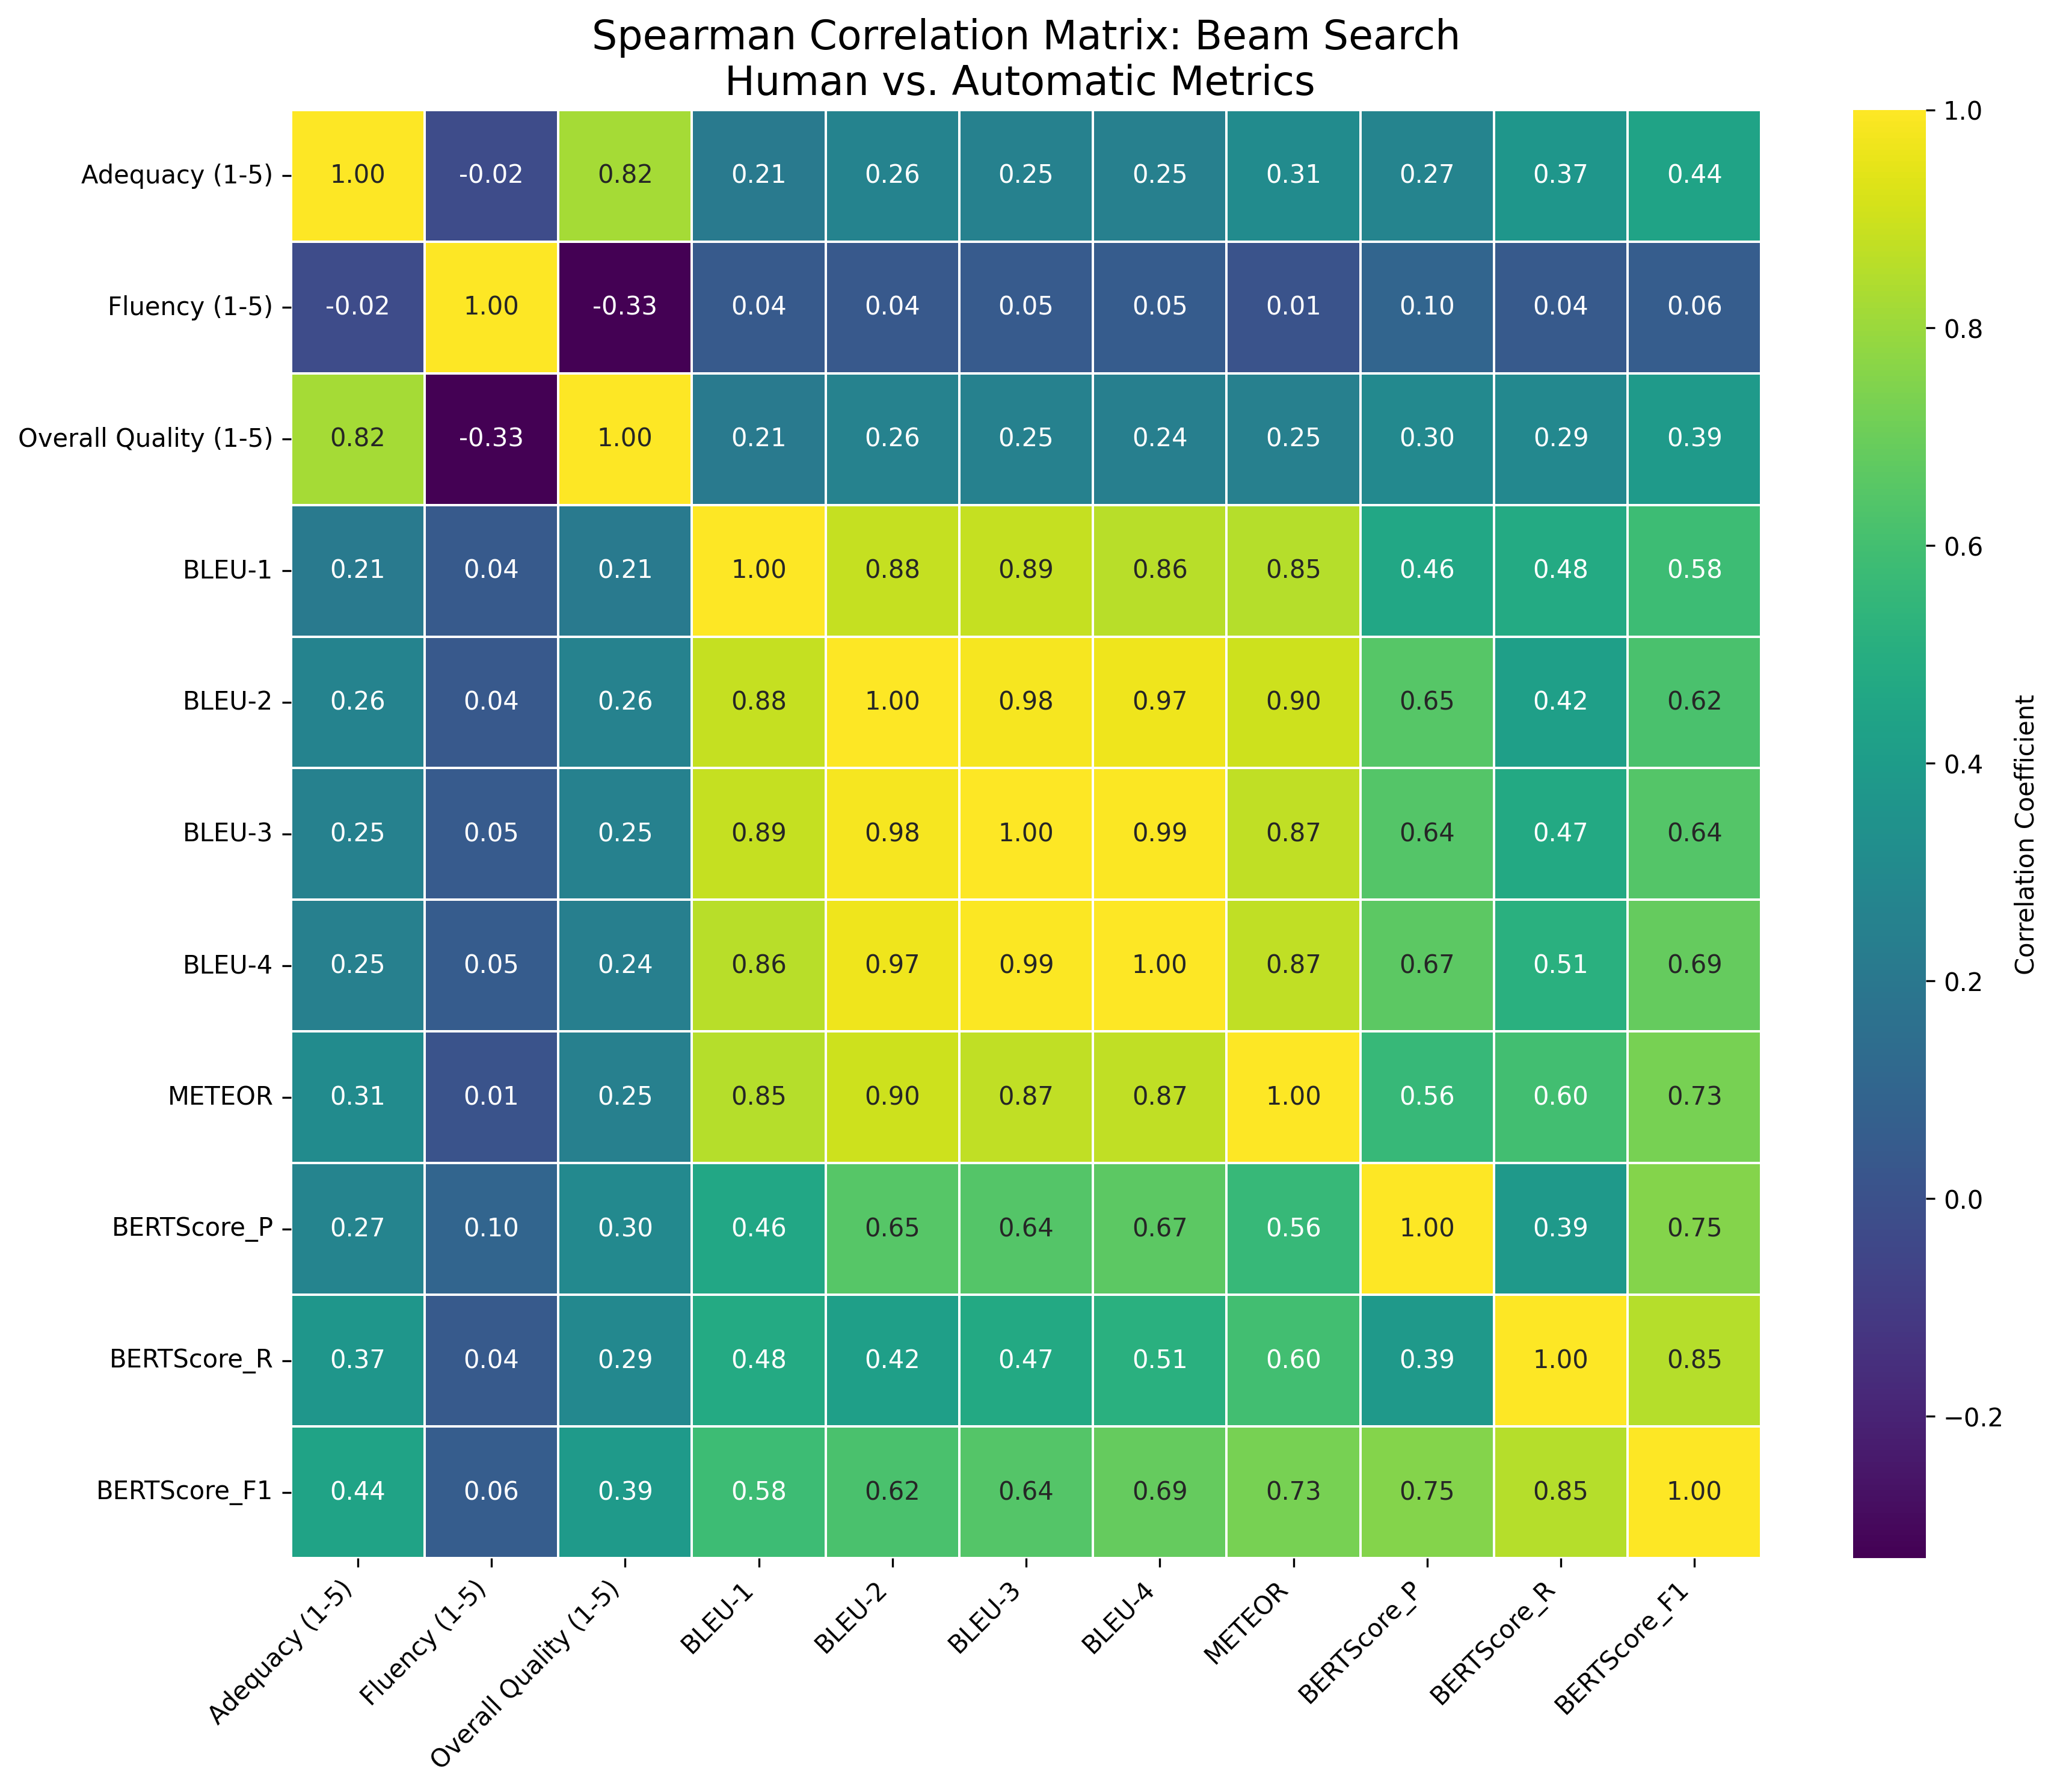 Spearman Correlation Matrix: Beam Search
Human vs. Automatic Metrics
Adequacy (1-5) 1.00 -0.02 0.82 0.21 0.26 0.25 0.25 0.31 0.27 0.37 0.44
Fluency (1-5) -0.02 1.00 -0.33 0.04 0.04 0.05 0.05 0.01 0.10 0.04 0.06
Overall Quality (1-5) 0.82 -0.33 1.00 0.21 0.26 0.25 0.24 0.25 0.30 0.29 0.39
BLEU-1 0.21 0.04 0.21 1.00 0.88 0.89 0.86 0.85 0.46 0.48 0.58
BLEU-2 0.26 0.04 0.26 0.88 1.00 0.98 0.97 0.90 0.65 0.42 0.62
BLEU-3 0.25 0.05 0.25 0.89 0.98 1.00 0.99 0.87 0.64 0.47 0.64
BLEU-4 0.25 0.05 0.24 0.86 0.97 0.99 1.00 0.87 0.67 0.51 0.69
METEOR 0.31 0.01 0.25 0.85 0.90 0.87 0.87 1.00 0.56 0.60 0.73
BERTScore_P 0.27 0.10 0.30 0.46 0.65 0.64 0.67 0.56 1.00 0.39 0.75
BERTScore_R 0.37 0.04 0.29 0.48 0.42 0.47 0.51 0.60 0.39 1.00 0.85
BERTScore_F1 0.44 0.06 0.39 0.58 0.62 0.64 0.69 0.73 0.75 0.85 1.00
Adequacy (1-5)
Fluency (1-5)
Overall Quality (1-5)
BLEU-1
BLEU-2
BLEU-3
BLEU-4
METEOR
BERTScore_P
BERTScore_R
BERTScore_F1
1.0
0.8
0.6
0.4
0.2
0.0
−0.2
Correlation Coefficient